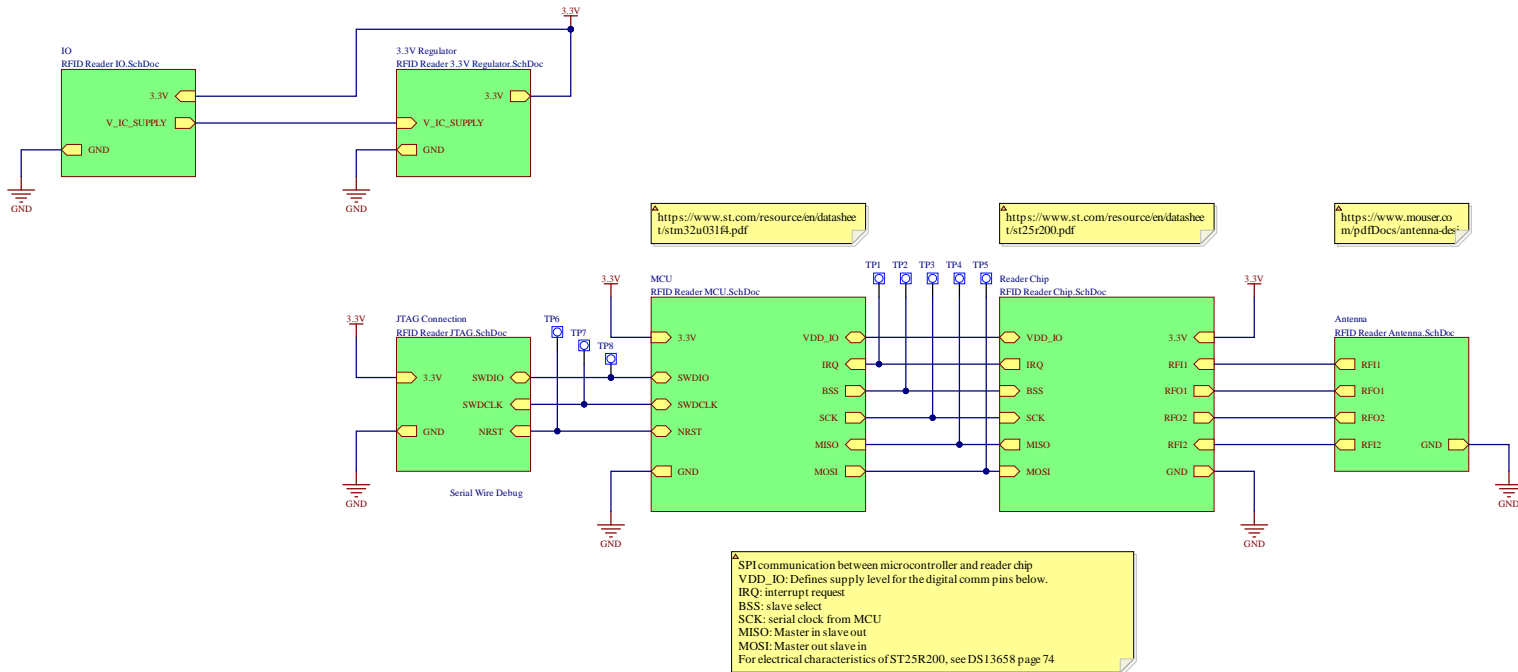 3.3V
IO
RFID Reader IO.SchDoc
3.3V
V_IC_SUPPLY
GND
GND
3.3V Regulator
RFID Reader 3.3V Regulator.SchDoc
3.3V
V_IC_SUPPLY
GND
GND
https://www.st.com/resource/en/datashee
t/stm32u031f4.pdf
https://www.st.com/resource/en/datashee
t/st25r200.pdf
https://www.mouser.co
m/pdfDocs/antenna-desi
3.3V
JTAG Connection
RFID Reader JTAG.SchDoc
3.3V
SWDIO
SWDCLK
GND
NRST
GND
Serial Wire Debug
TP6
TP7
TP8
3.3V
MCU
RFID Reader MCU.SchDoc
3.3V
VDD_IO
IRQ
SWDIO
BSS
SWDCLK
SCK
NRST
MISO
GND
MOSI
GND
TP1
TP2
TP3
TP4
TP5
Reader Chip
RFID Reader Chip.SchDoc
3.3V
VDD_IO
3.3V
IRQ
RFI1
BSS
RFO1
SCK
RFO2
MISO
RFI2
MOSI
GND
GND
Antenna
RFID Reader Antenna.SchDoc
RFI1
RFO1
RFO2
RFI2
GND
GND
SPI communication between microcontroller and reader chip
VDD_IO: Defines supply level for the digital comm pins below.
IRQ: interrupt request
BSS: slave select
SCK: serial clock from MCU
MISO: Master in slave out
MOSI: Master out slave in
For electrical characteristics of ST25R200, see DS13658 page 74